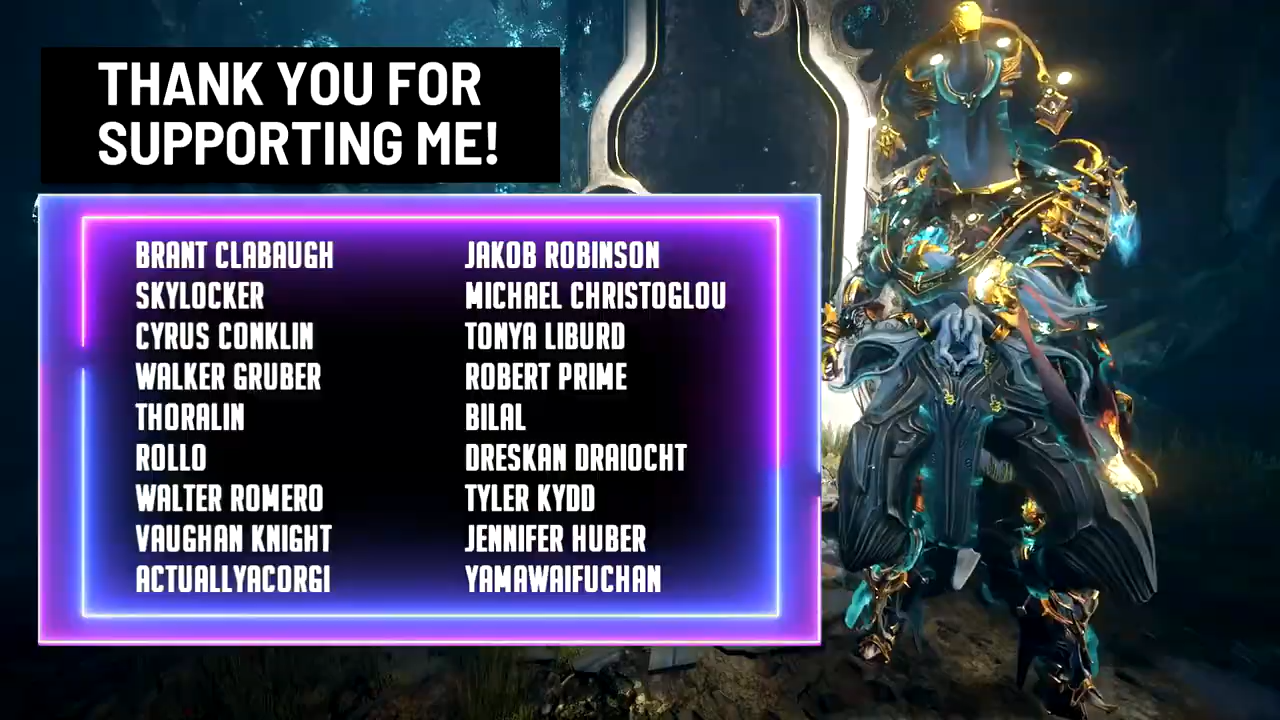 THANK YOU FOR
SUPPORTING ME!
BRANT CLABAUGH
SKYLOCKER
CYRUS CONKLIN
WALKER GRUBER
THORALIN
ROLLO
WALTER ROMERO
VAUGHAN KNIGHT
ACTUALLYACORGI
JAKOB ROBINSON
MICHAEL CHRISTOGLOU
TONYA LIBURD
ROBERT PRIME
BILAL
DRESKAN DRAIOCHT
TYLER KYDD
JENNIFER HUBER
YAMAWAIFUCHAN